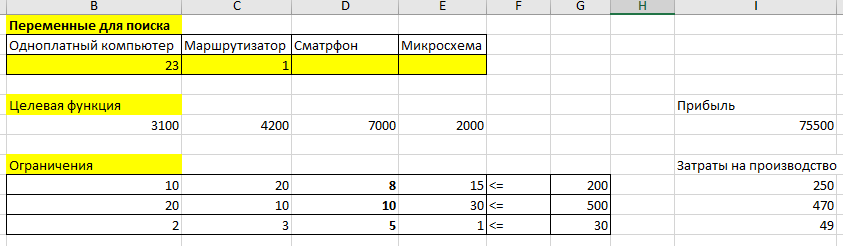 B C D E F G H I
Переменные для поиска
Одноплатный компьютер Маршрутизатор Сматрфон Микросхема
23 1
Целевая функция Прибыль
3100 4200 7000 2000 75500
Ограничения Затраты на производство
10 20 8 15 <= 200 250
20 10 10 30 <= 500 470
2 3 5 1 <= 30 49